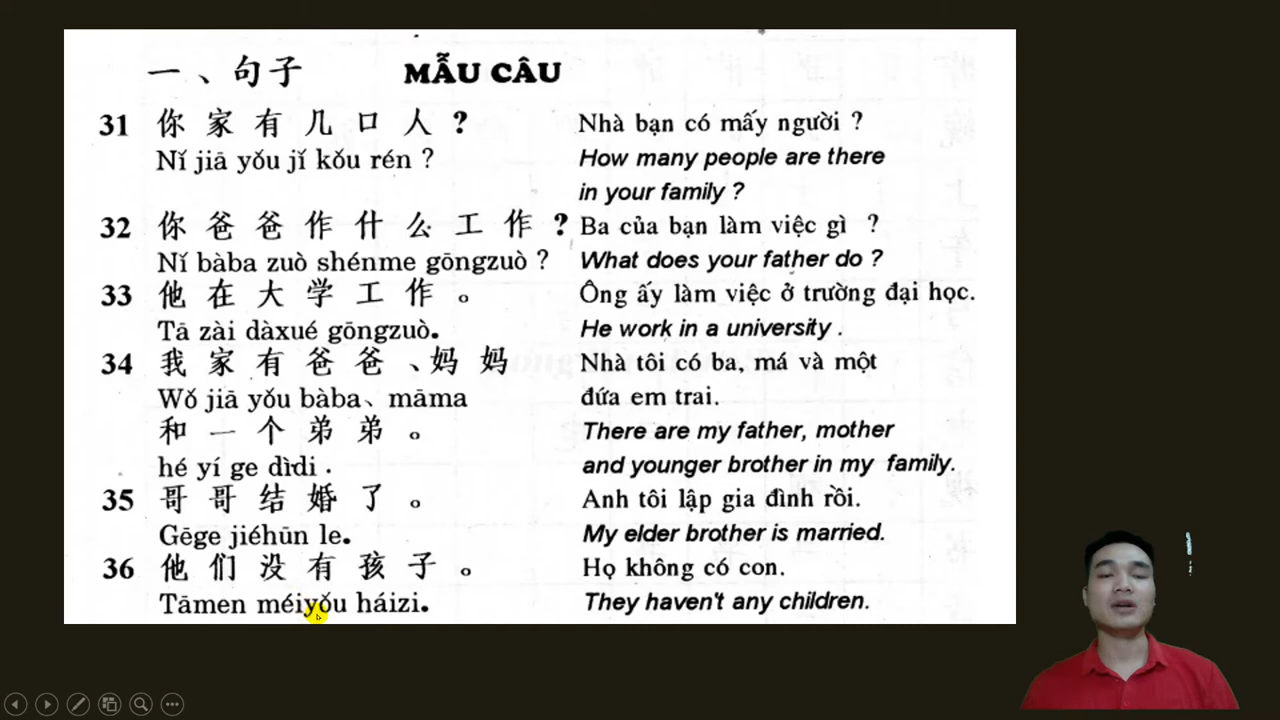 一、句子 MẪU CÂU
31 你家有几口人? Nhà bạn có mấy người ?
Nǐ jiā yǒu jǐ kǒu rén ? How many people are there
in your family ?
32 你爸爸作什么工作? Ba của bạn làm việc gì ?
Nǐ bàba zuò shénme gōngzuò ? What does your father do ?
33 他在大学工作。 Ông ấy làm việc ở trường đại học.
Tā zài dàxué gōngzuò. He work in a university .
34 我家有爸爸、妈妈 Nhà tôi có ba, má và một
Wǒ jiā yǒu bàba、māma đứa em trai.
和一个弟弟。 There are my father, mother
hé yí ge dìdi . and younger brother in my family.
35 哥哥结婚了。 Anh tôi lập gia đình rồi.
Gēge jiéhūn le. My elder brother is married.
36 他们没有孩子。 Họ không có con.
Tāmen méiyǒu háizi. They haven't any children.